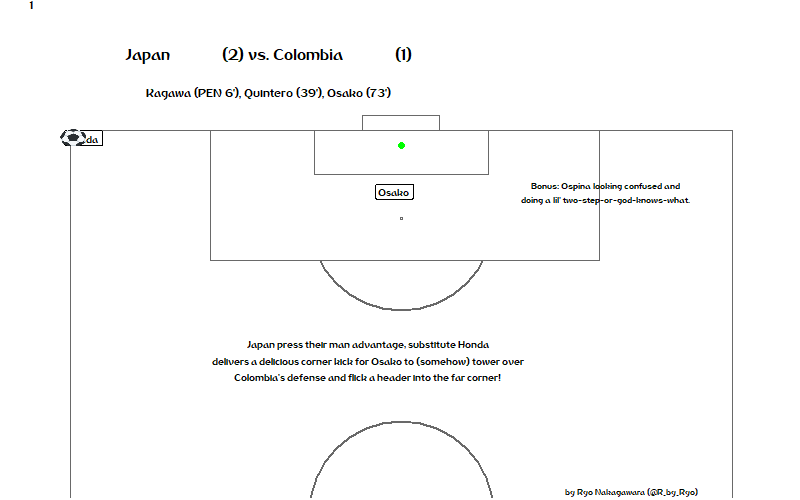 1
Japan (2) vs. Colombia (1)
Kagawa (PEN 6'), Quintero (39'), Osako (73')
da
Osako
Bonus: Ospina looking confused and
doing a lil' two-step-or-god-knows-what.
Japan press their man advantage, substitute Honda
delivers a delicious corner kick for Osako to (somehow) tower over
Colombia's defense and flick a header into the far corner!
by Ryo Nakagawara (@R_by_Ryo)